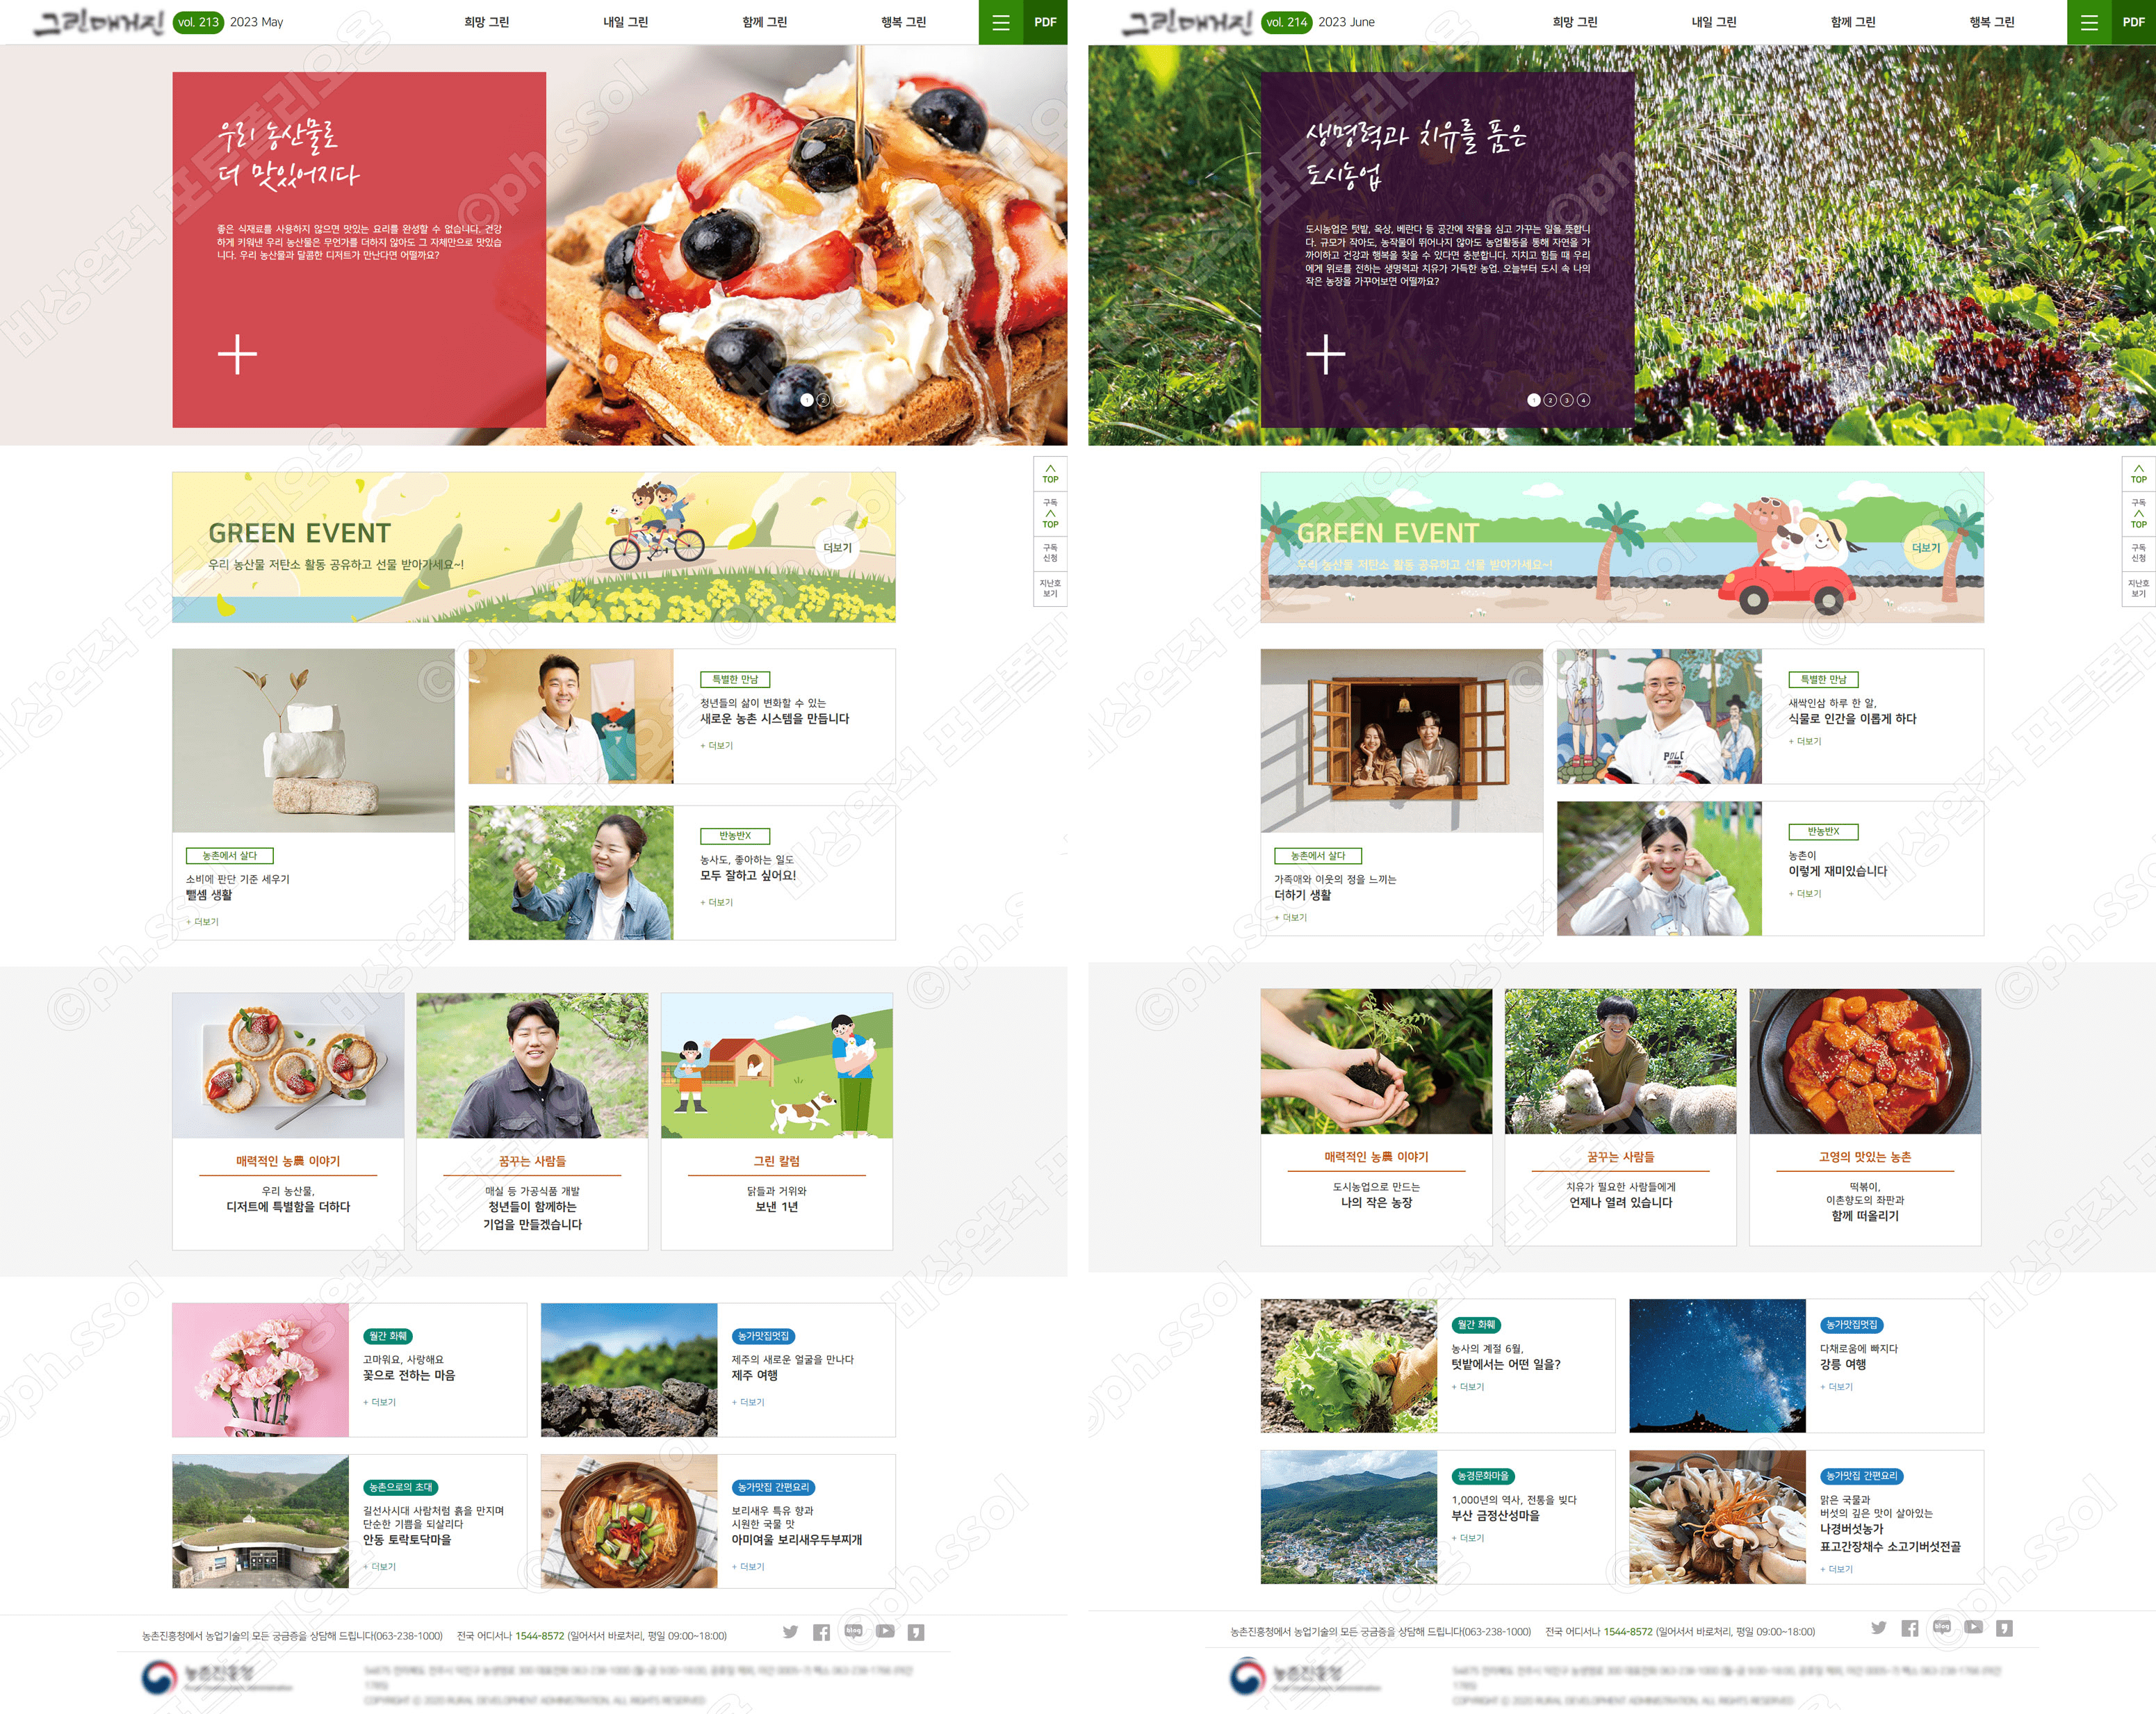 그린매거진 vol. 213 2023 May 희망 그린 내일 그린 함께 그린 행복 그린 PDF
우리 농산물로
더 맛있어지다
좋은 식재료를 사용하지 않으면 맛있는 요리를 완성할 수 없습니다. 건강
하게 키워낸 우리 농산물은 무언가를 더하지 않아도 그 자체만으로 맛있습
니다. 우리 농산물과 달콤한 디저트가 만난다면 어떨까요?
1 2
TOP
구독
TOP
구독
신청
지난호
보기
GREEN EVENT
우리 농산물 저탄소 활동 공유하고 선물 받아가세요~!
더보기
농촌에서 살다
소비에 판단 기준 세우기
뺄셈 생활
+ 더보기
특별한 만남
청년들의 삶이 변화할 수 있는
새로운 농촌 시스템을 만듭니다
+ 더보기
반농반X
농사도, 좋아하는 일도
모두 잘하고 싶어요!
+ 더보기
매력적인 농農 이야기
우리 농산물,
디저트에 특별함을 더하다
꿈꾸는 사람들
매실 등 가공식품 개발
청년들이 함께하는
기업을 만들겠습니다
그린 칼럼
닭들과 거위와
보낸 1년
월간 화훼
고마워요, 사랑해요
꽃으로 전하는 마음
+ 더보기
농가맛집멋집
제주의 새로운 얼굴을 만나다
제주 여행
+ 더보기
농촌으로의 초대
길선사시대 사람처럼 흙을 만지며
단순한 기쁨을 되살리다
안동 토락토닥마을
+ 더보기
농가맛집 간편요리
보리새우 특유 향과
시원한 국물 맛
아미여울 보리새우두부찌개
+ 더보기
농촌진흥청에서 농업기술의 모든 궁금증을 상담해 드립니다(063-238-1000) 전국 어디서나 1544-8572 (일어서서 바로처리, 평일 09:00~18:00)
blog
농촌진흥청
COPYRIGHT ⓒ 2020 RURAL DEVELOPMENT ADMINISTRATION. ALL RIGHTS RESERVED
그린매거진 vol. 214 2023 June 희망 그린 내일 그린 함께 그린 행복 그린 PDF
생명력과 치유를 품은
도시농업
도시농업은 텃밭, 옥상, 베란다 등 공간에 작물을 심고 가꾸는 일을 뜻합니
다. 규모가 작아도, 농작물이 뛰어나지 않아도 농업활동을 통해 자연을 가
까이하고 건강과 행복을 찾을 수 있다면 충분합니다. 지치고 힘들 때 우리
에게 위로를 전하는 생명력과 치유가 가득한 농업. 오늘부터 도시 속 나의
작은 농장을 가꾸어보면 어떨까요?
1 2 3 4
TOP
구독
TOP
구독
신청
지난호
보기
GREEN EVENT
우리 농산물 저탄소 활동 공유하고 선물 받아가세요~!
더보기
농촌에서 살다
가족애와 이웃의 정을 느끼는
더하기 생활
+ 더보기
특별한 만남
새싹인삼 하루 한 알,
식물로 인간을 이롭게 하다
+ 더보기
반농반X
농촌이
이렇게 재미있습니다
+ 더보기
매력적인 농農 이야기
도시농업으로 만드는
나의 작은 농장
꿈꾸는 사람들
치유가 필요한 사람들에게
언제나 열려 있습니다
고영의 맛있는 농촌
떡볶이,
이촌향도의 좌판과
함께 떠올리기
월간 화훼
농사의 계절 6월,
텃밭에서는 어떤 일을?
+ 더보기
농가맛집멋집
다채로움에 빠지다
강릉 여행
+ 더보기
농경문화마을
1,000년의 역사, 전통을 빚다
부산 금정산성마을
+ 더보기
농가맛집 간편요리
맑은 국물과
버섯의 깊은 맛이 살아있는
나경버섯농가
표고간장채수 소고기버섯전골
+ 더보기
농촌진흥청에서 농업기술의 모든 궁금증을 상담해 드립니다(063-238-1000) 전국 어디서나 1544-8572 (일어서서 바로처리, 평일 09:00~18:00)
blog
농촌진흥청
COPYRIGHT ⓒ 2020 RURAL DEVELOPMENT ADMINISTRATION. ALL RIGHTS RESERVED
비상업적 포트폴리오용
©ph.ssol